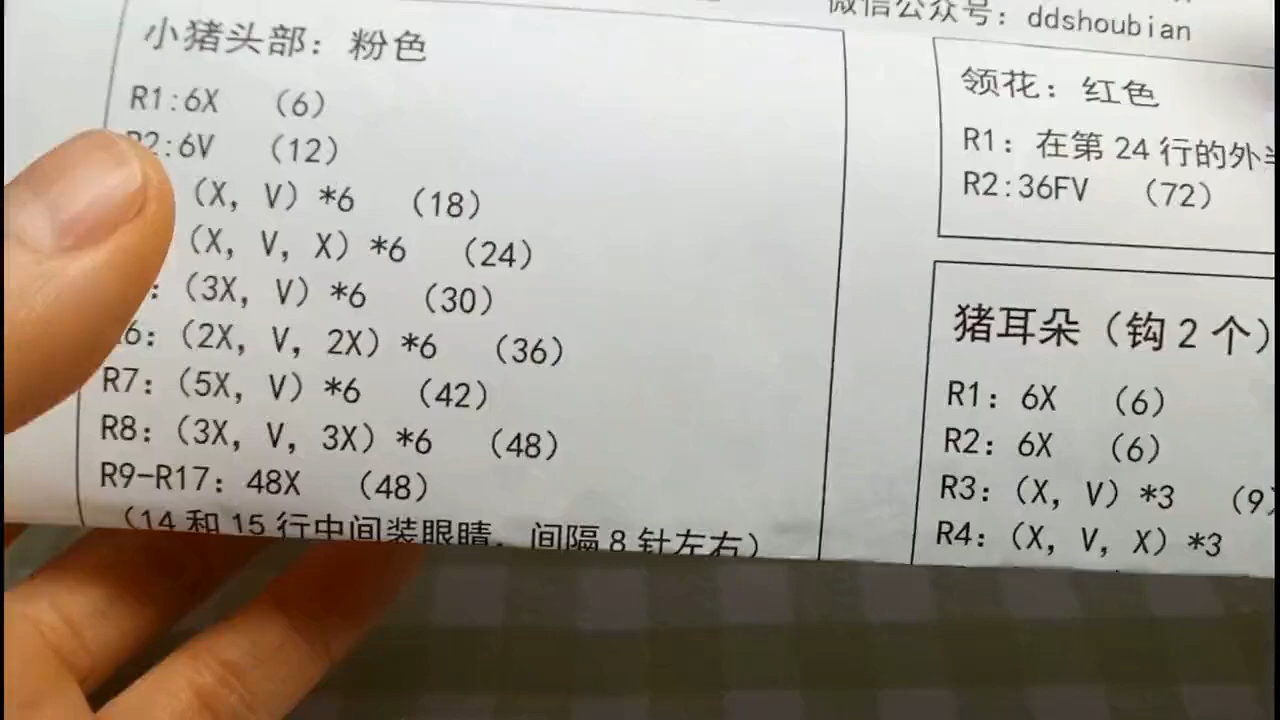 微信公众号：ddshoubian
小猪头部：粉色
R1:6X （6）
R2:6V （12）
（X，V）*6 （18）
（X，V，X）*6 （24）
：（3X，V）*6 （30）
6：（2X，V，2X）*6 （36）
R7：（5X，V）*6 （42）
R8：（3X，V，3X）*6 （48）
R9-R17：48X （48）
（14 和 15 行中间装眼睛，间隔 8 针左右）
领花：红色
R1：在第 24 行的外
R2:36FV （72）
猪耳朵（钩 2 个）
R1：6X （6）
R2：6X （6）
R3：（X，V）*3 （9）
R4：（X，V，X）*3